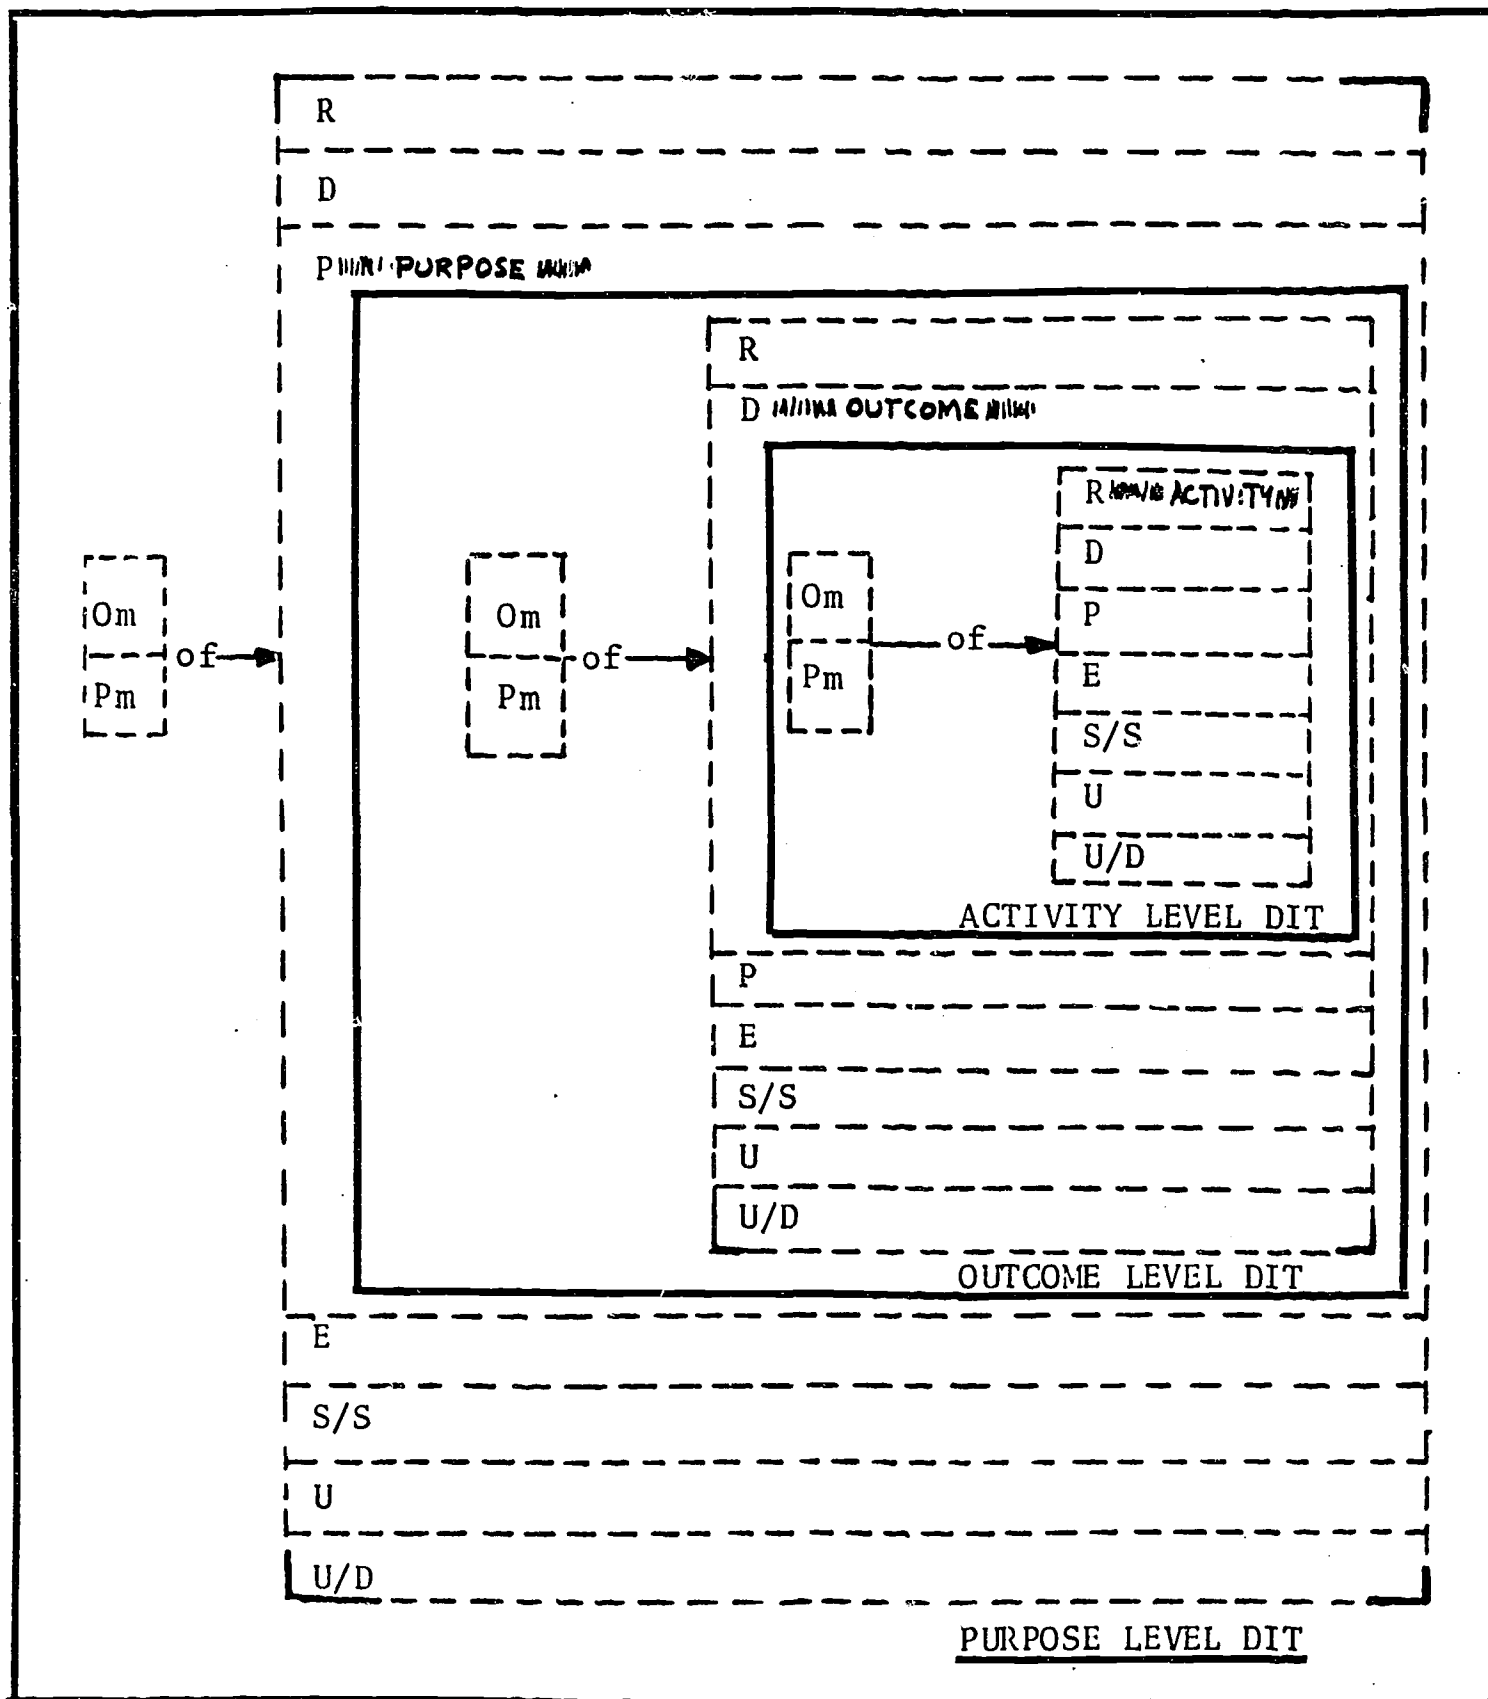 R
D
P PURPOSE
R
D OUTCOME
R ACTIVITY
D
P
E
S/S
U
U/D
Om
Pm
of
Om
Pm
of
Om
Pm
of
ACTIVITY LEVEL DIT
P
E
S/S
U
U/D
OUTCOME LEVEL DIT
E
S/S
U
U/D
PURPOSE LEVEL DIT